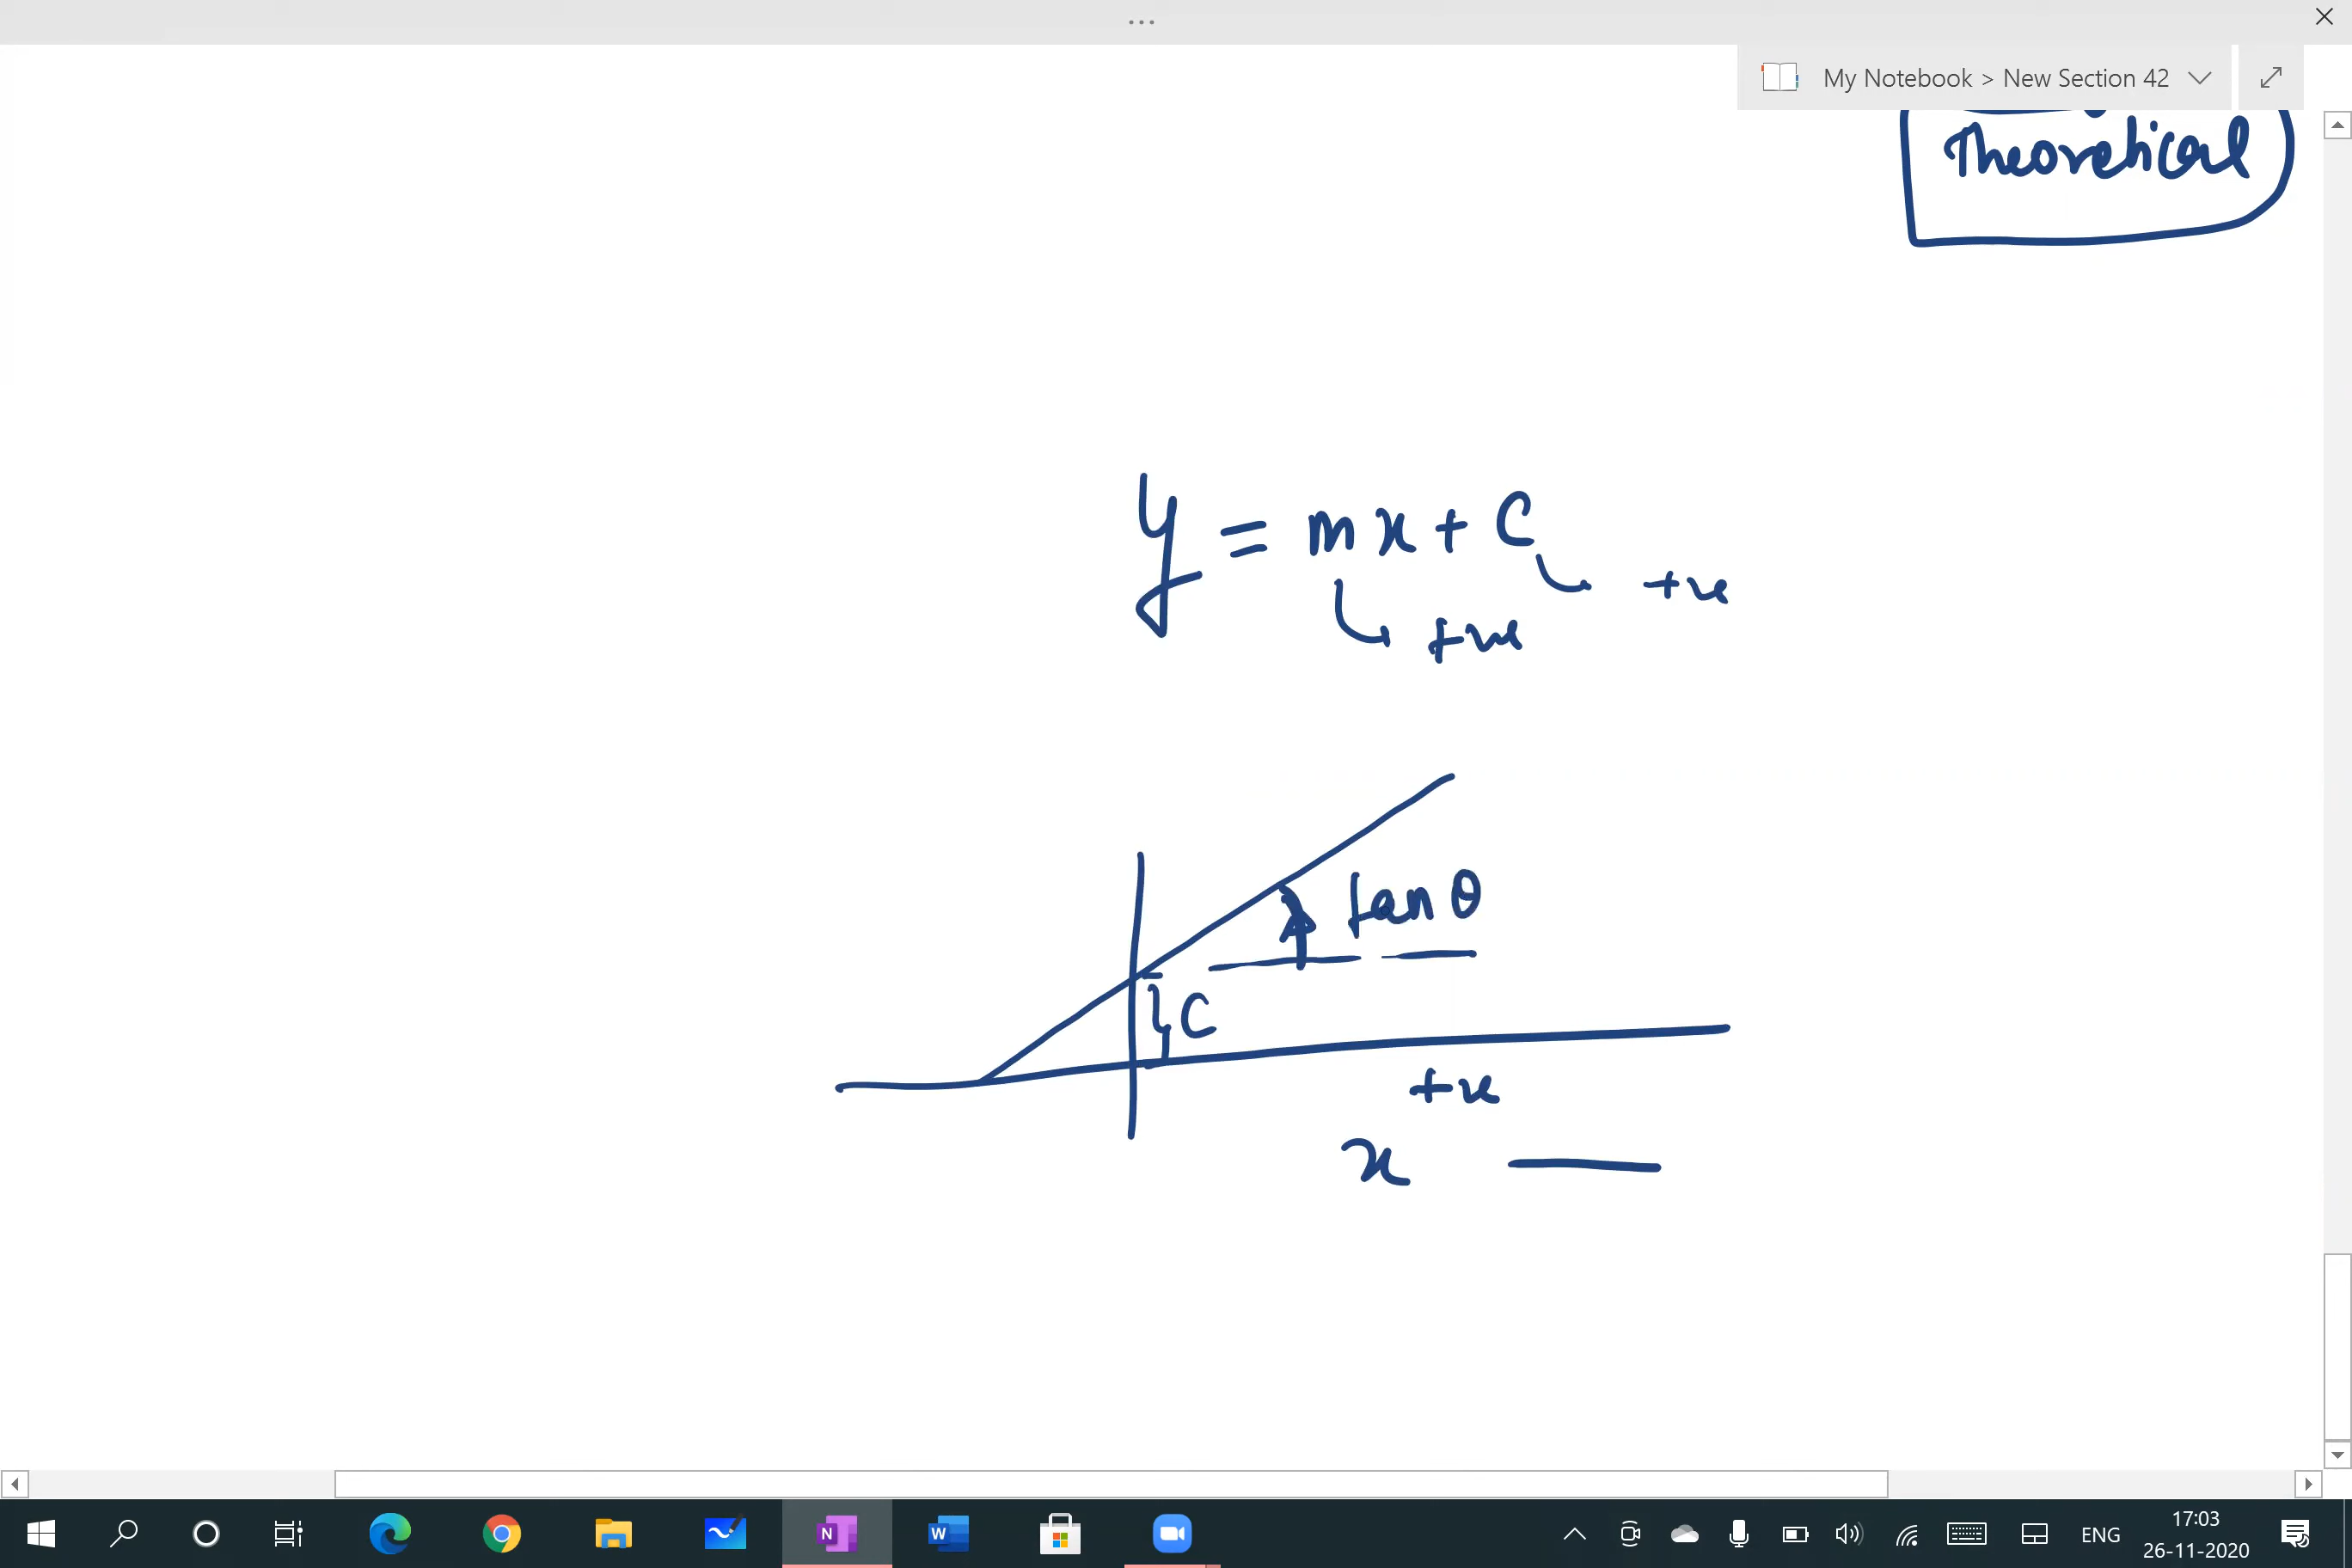 My Notebook > New Section 42
Theoretical
y = mx + C
+ve
+ve
tan θ
C
+ve
x
ENG
17:03
26-11-2020